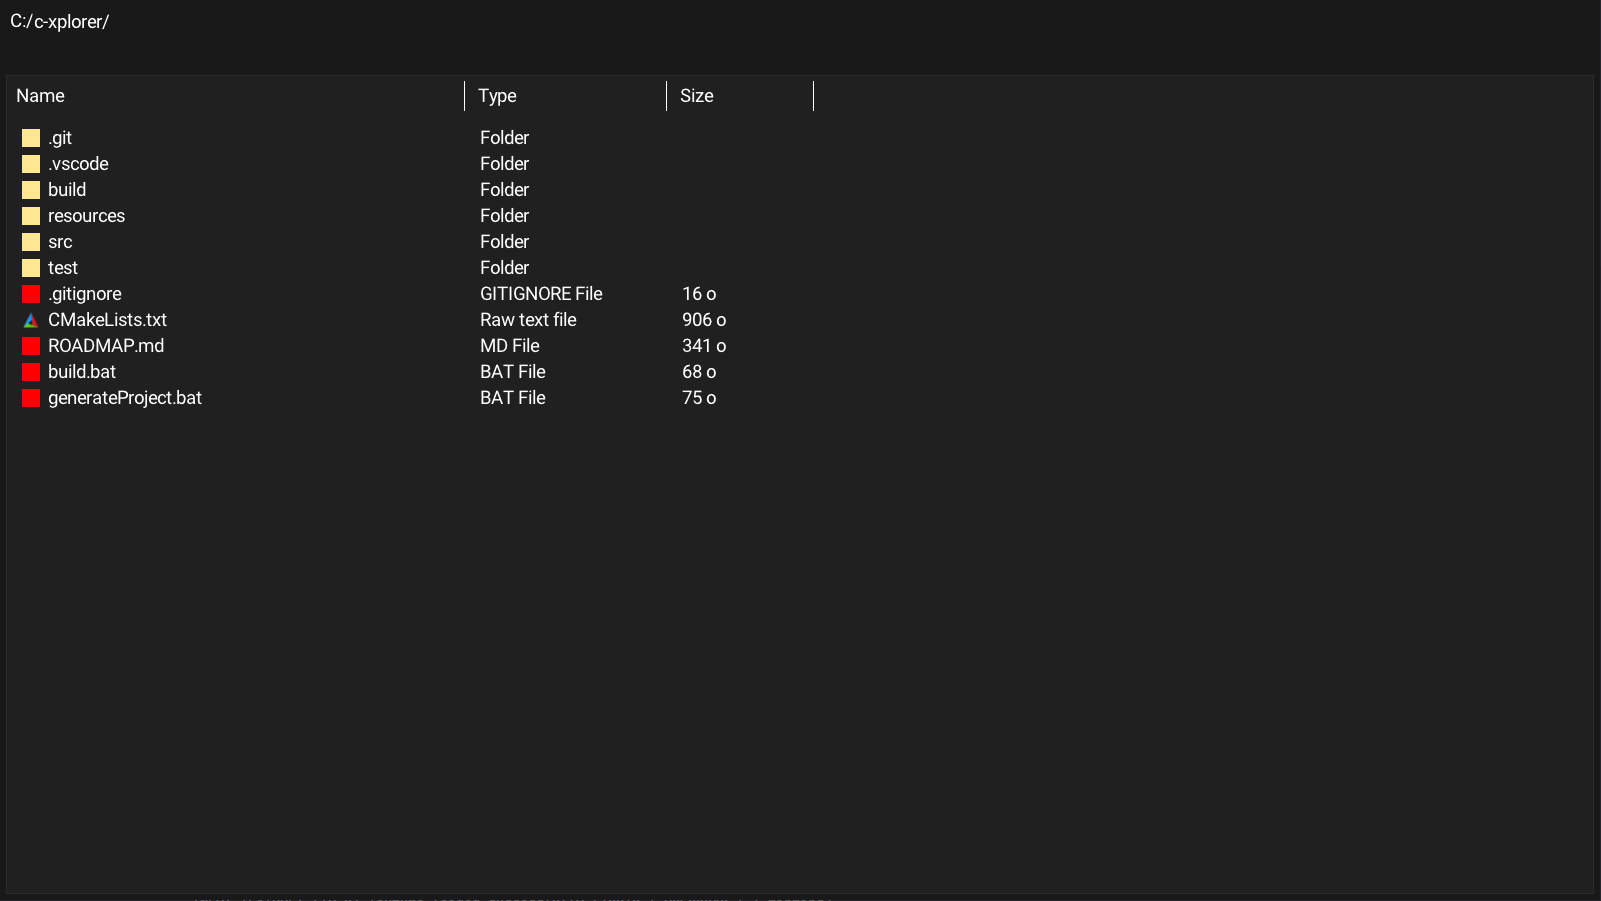 C:/c-xplorer/
Name Type Size
.git Folder
.vscode Folder
build Folder
resources Folder
src Folder
test Folder
.gitignore GITIGNORE File 16 o
CMakeLists.txt Raw text file 906 o
ROADMAP.md MD File 341 o
build.bat BAT File 68 o
generateProject.bat BAT File 75 o